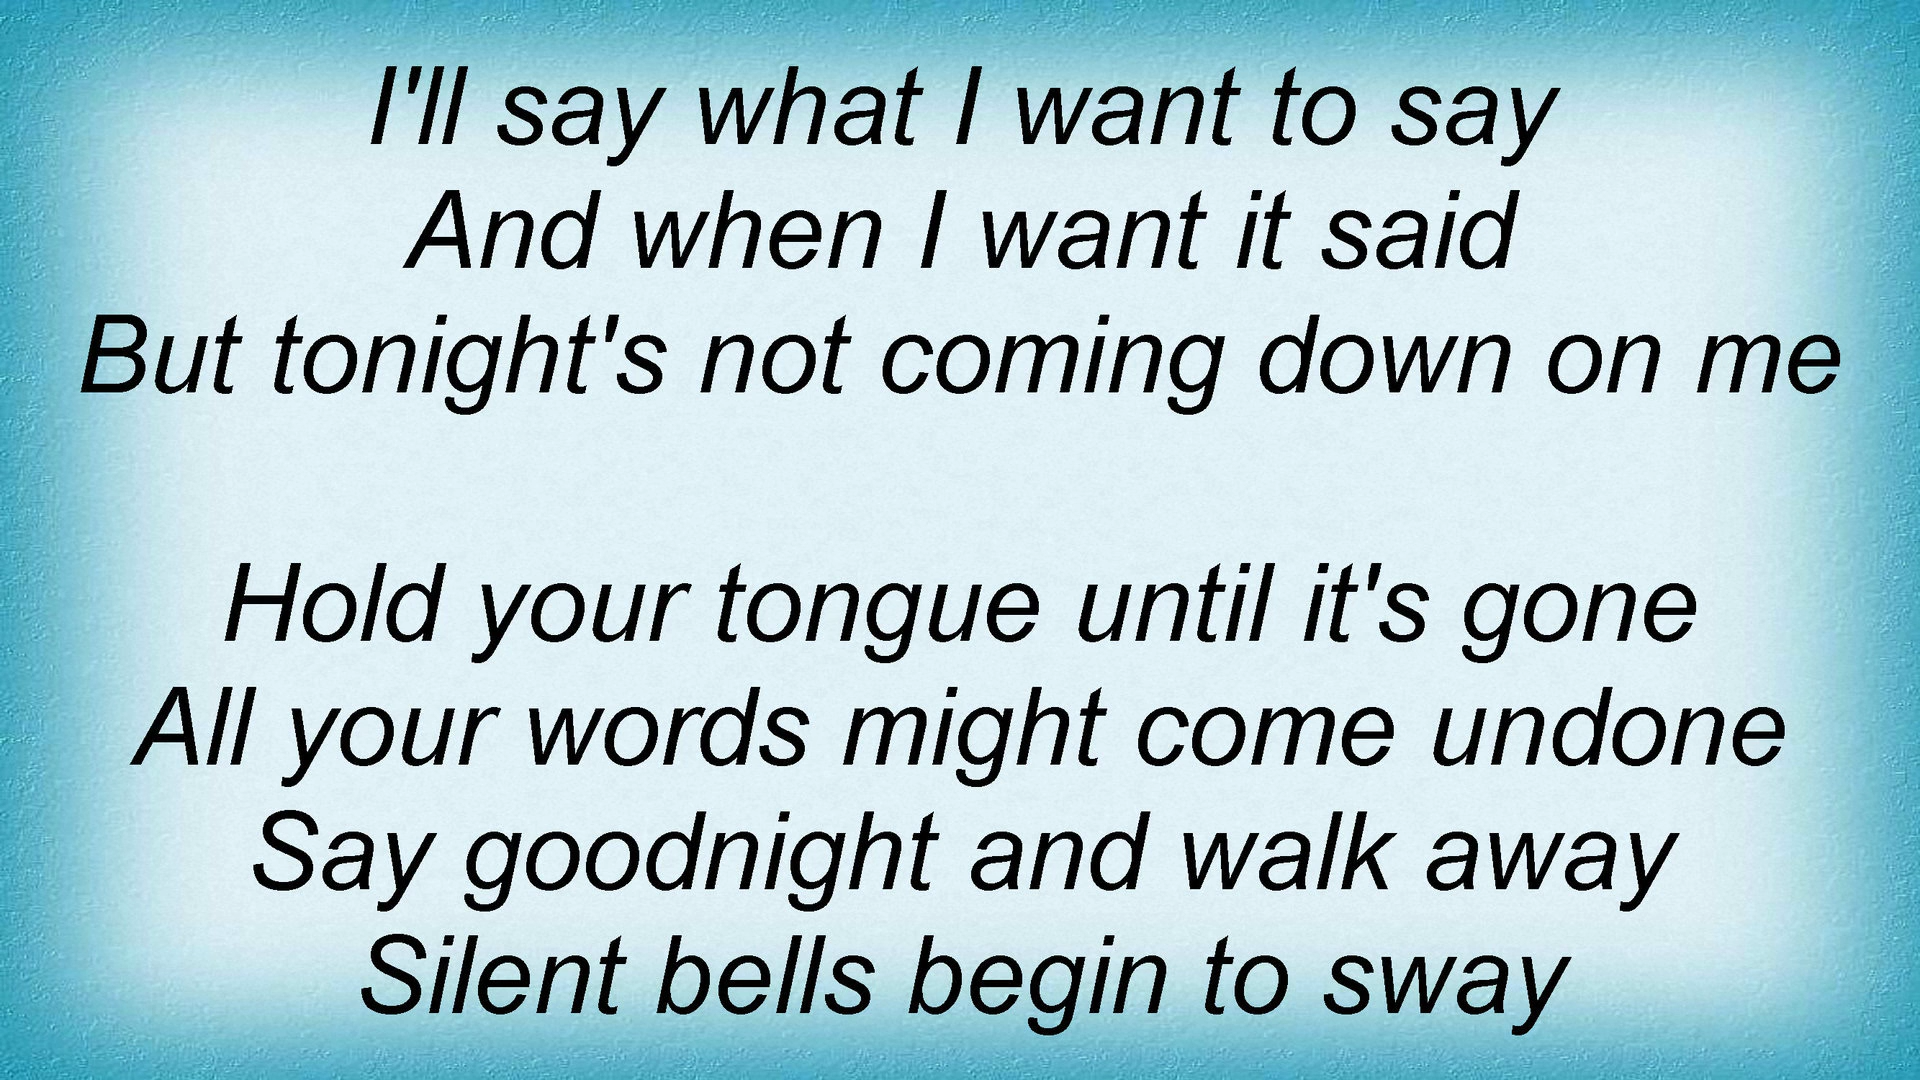 I'll say what I want to say
And when I want it said
But tonight's not coming down on me
Hold your tongue until it's gone
All your words might come undone
Say goodnight and walk away
Silent bells begin to sway